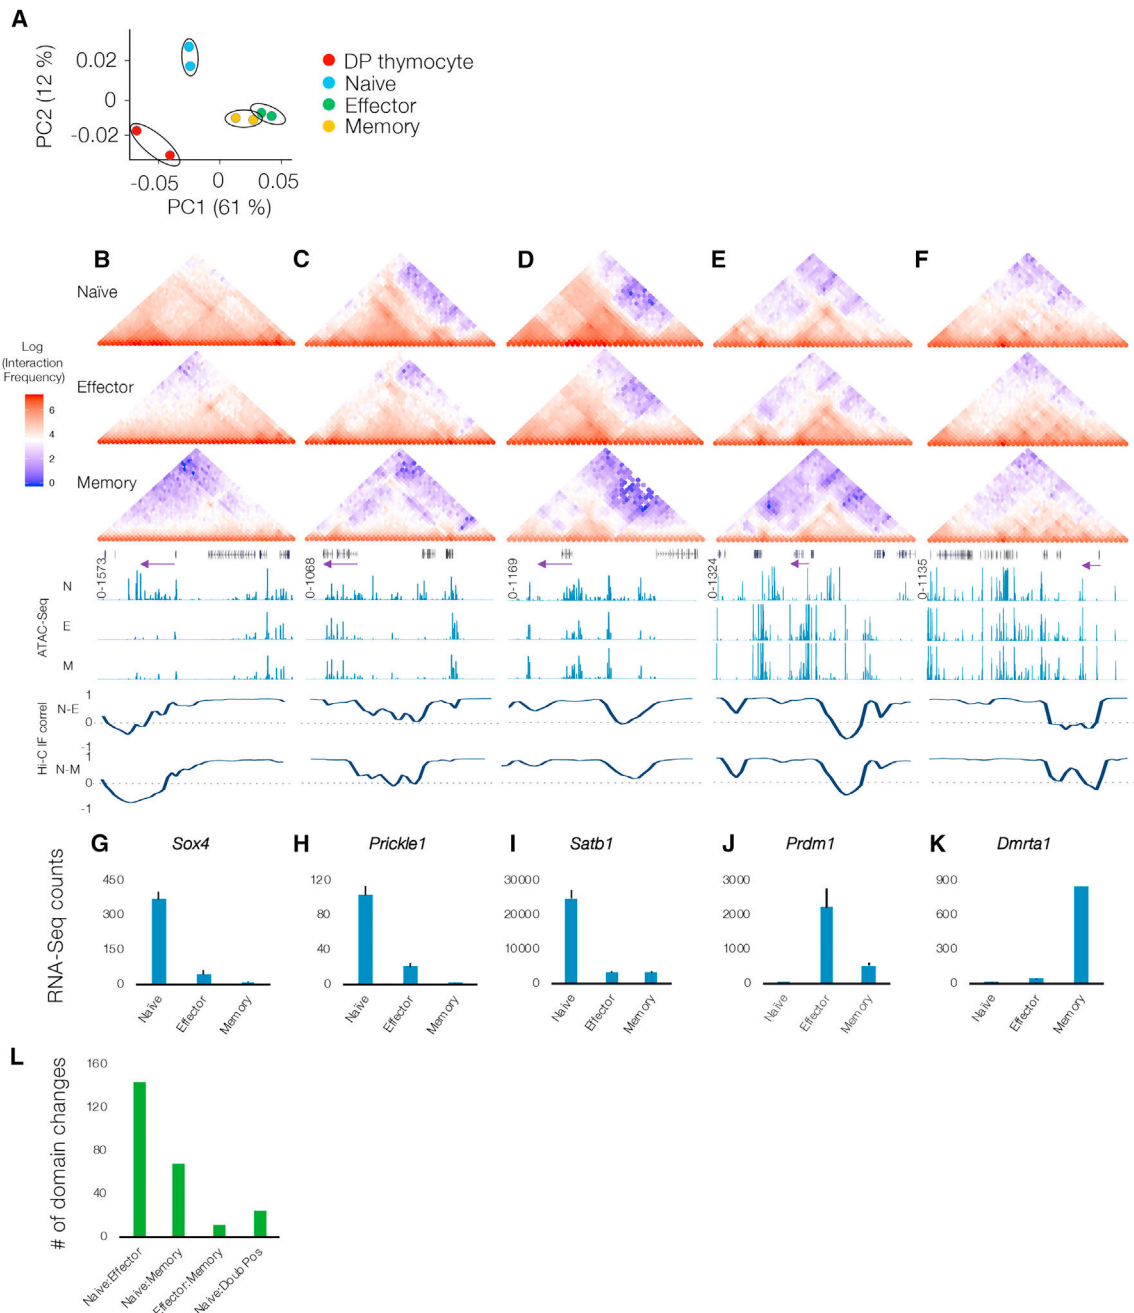 A
PC2 (12 %)
0.02
0
-0.02
-0.05
0
0.05
PC1 (61 %)
DP thymocyte
Naive
Effector
Memory
B
C
D
E
F
Naïve
Effector
Memory
Log
(Interaction
Frequency)
6
4
2
0
0-1573
0-1068
0-1169
0-1324
0-1135
ATAC-Seq
N
E
M
Hi-C IF correl
1
N-E
0
-1
1
N-M
0
-1
RNA-Seq counts
G
Sox4
450
300
150
0
Naïve
Effector
Memory
H
Prickle1
120
80
40
0
Naïve
Effector
Memory
I
Satb1
30000
20000
10000
0
Naïve
Effector
Memory
J
Prdm1
3000
2000
1000
0
Naïve
Effector
Memory
K
Dmrta1
900
600
300
0
Naïve
Effector
Memory
L
# of domain changes
160
120
80
40
0
Naive:Effector
Naive:Memory
Effector:Memory
Naive:Doub Pos